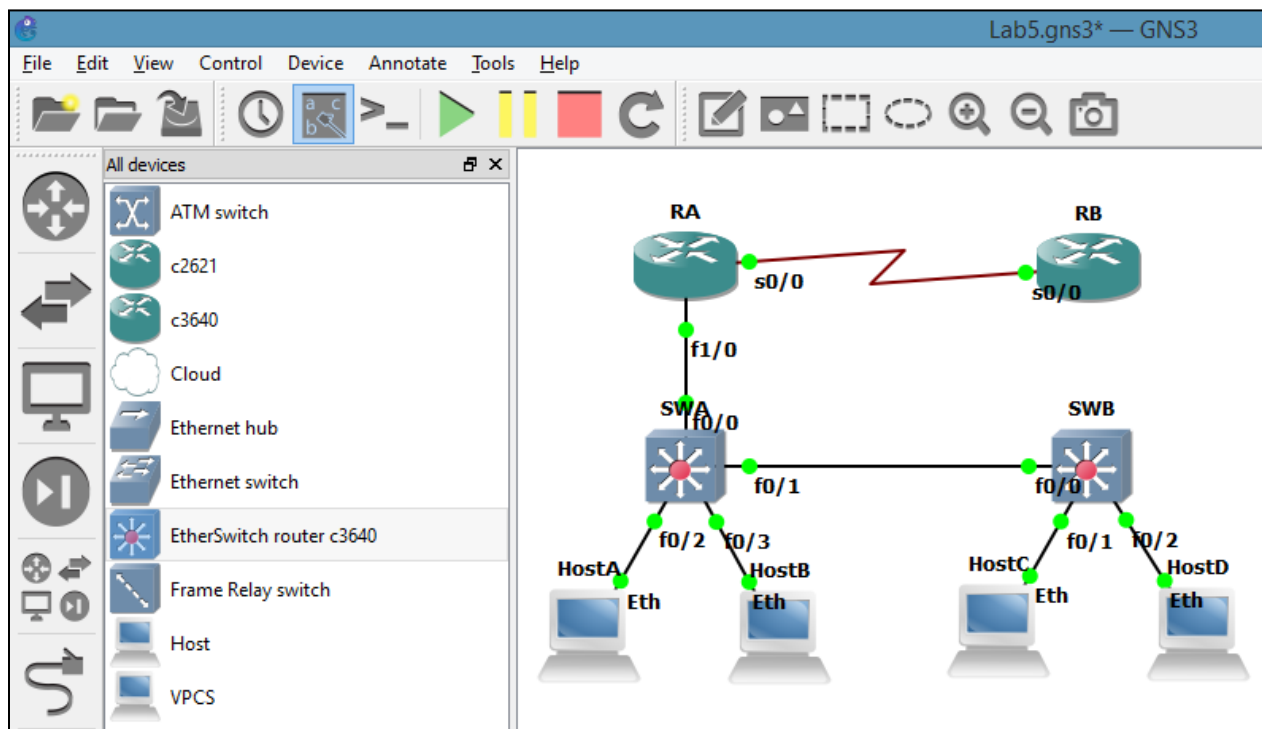 Lab5.gns3* — GNS3
File Edit View Control Device Annotate Tools Help
a c
b
>_
All devices
ATM switch
c2621
c3640
Cloud
Ethernet hub
Ethernet switch
EtherSwitch router c3640
Frame Relay switch
Host
VPCS
RA
RB
s0/0
s0/0
f1/0
SWA
f0/0
SWB
f0/1
f0/0
f0/2
f0/3
f0/1
f0/2
HostA
Eth
HostB
Eth
HostC
Eth
HostD
Eth